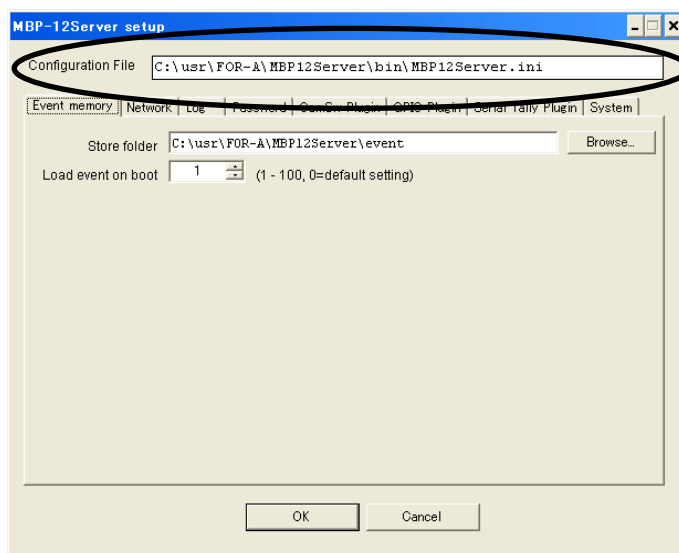 MBP-12Server setup
Configuration File C:\usr\FOR-A\MBP12Server\bin\MBP12Server.ini
Event memory Network Log Password GPIO Plugin Serial Tally Plugin System
Store folder C:\usr\FOR-A\MBP12Server\event Browse...
Load event on boot 1 (1 - 100, 0=default setting)
OK Cancel